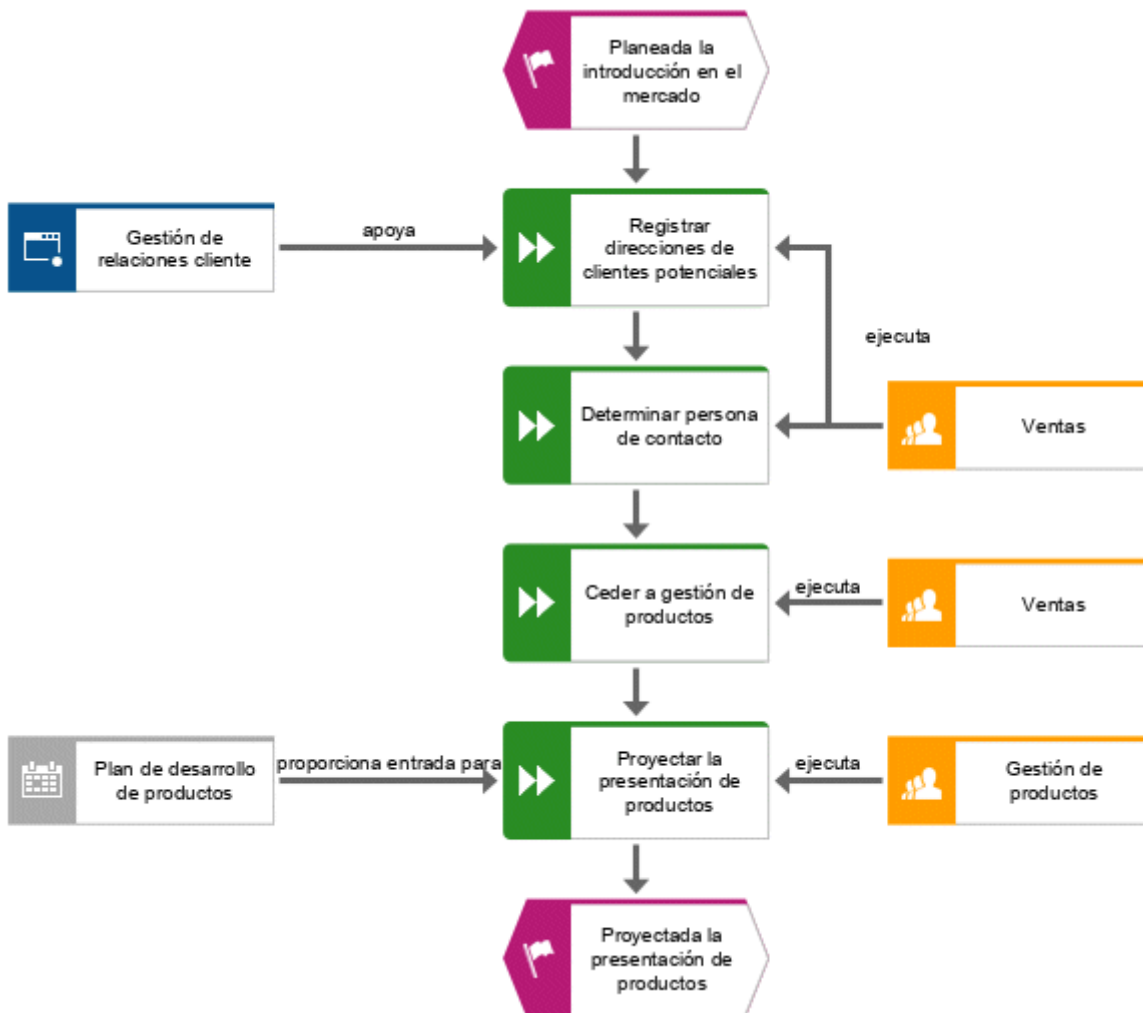 Planeada la
introducción en el
mercado
Gestión de
relaciones cliente
apoya
Registrar
direcciones de
clientes potenciales
ejecuta
Determinar persona
de contacto
Ventas
Ceder a gestión de
productos
ejecuta
Ventas
Plan de desarrollo
de productos
proporciona entrada para
Proyectar la
presentación de
productos
ejecuta
Gestión de
productos
Proyectada la
presentación de
productos